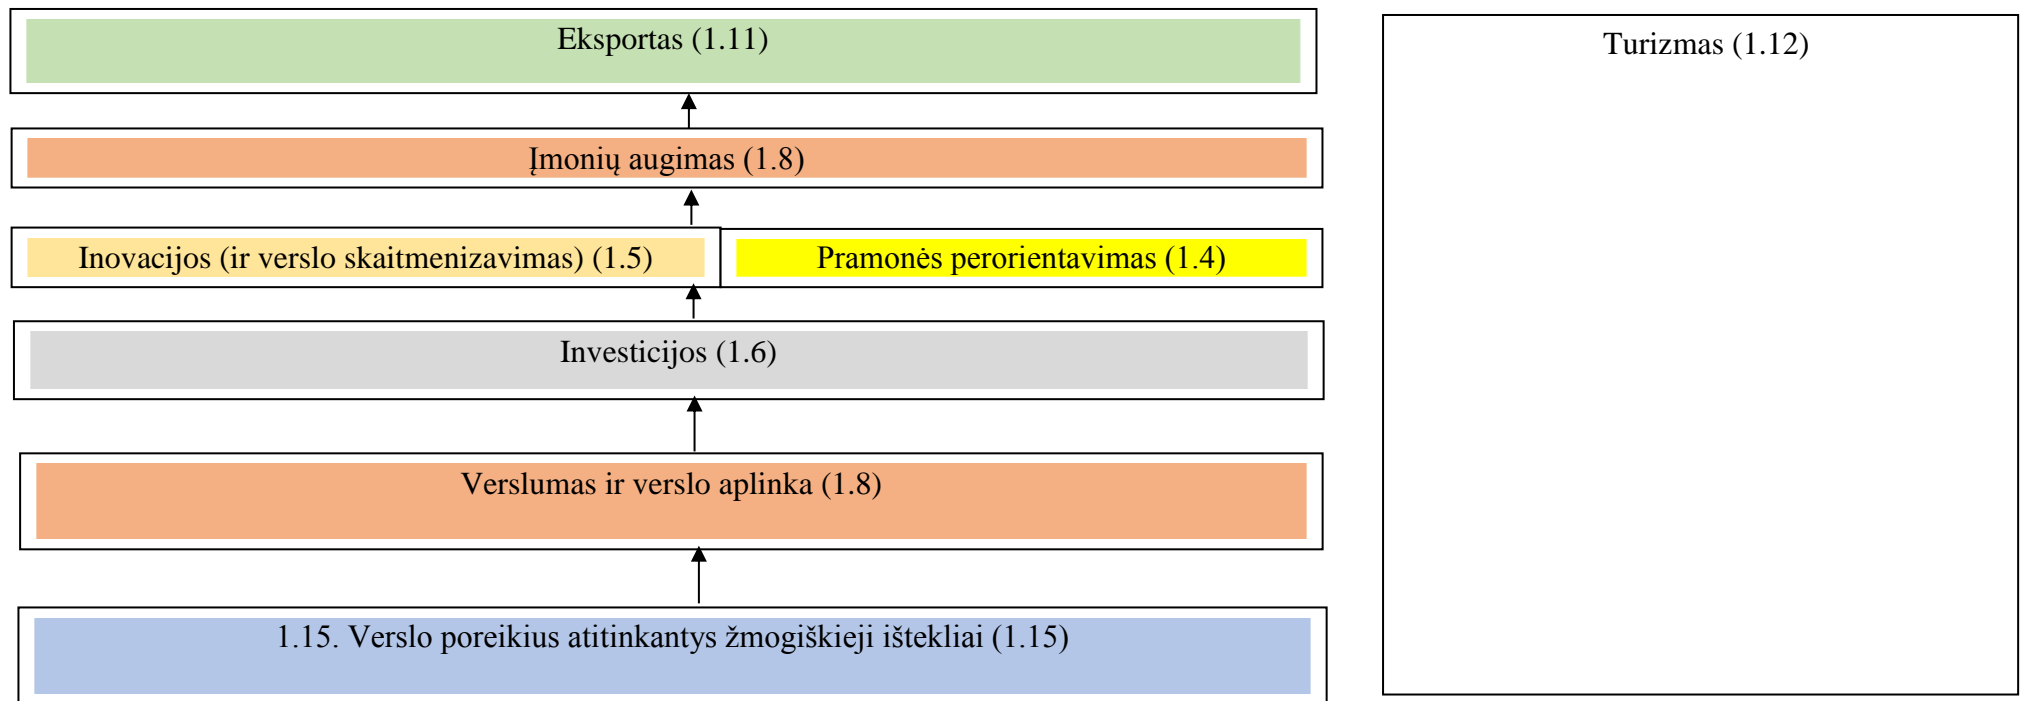 Eksportas (1.11)
Turizmas (1.12)
Įmonių augimas (1.8)
Inovacijos (ir verslo skaitmenizavimas) (1.5)
Pramonės perorientavimas (1.4)
Investicijos (1.6)
Verslumas ir verslo aplinka (1.8)
1.15. Verslo poreikius atitinkantys žmogiškieji ištekliai (1.15)